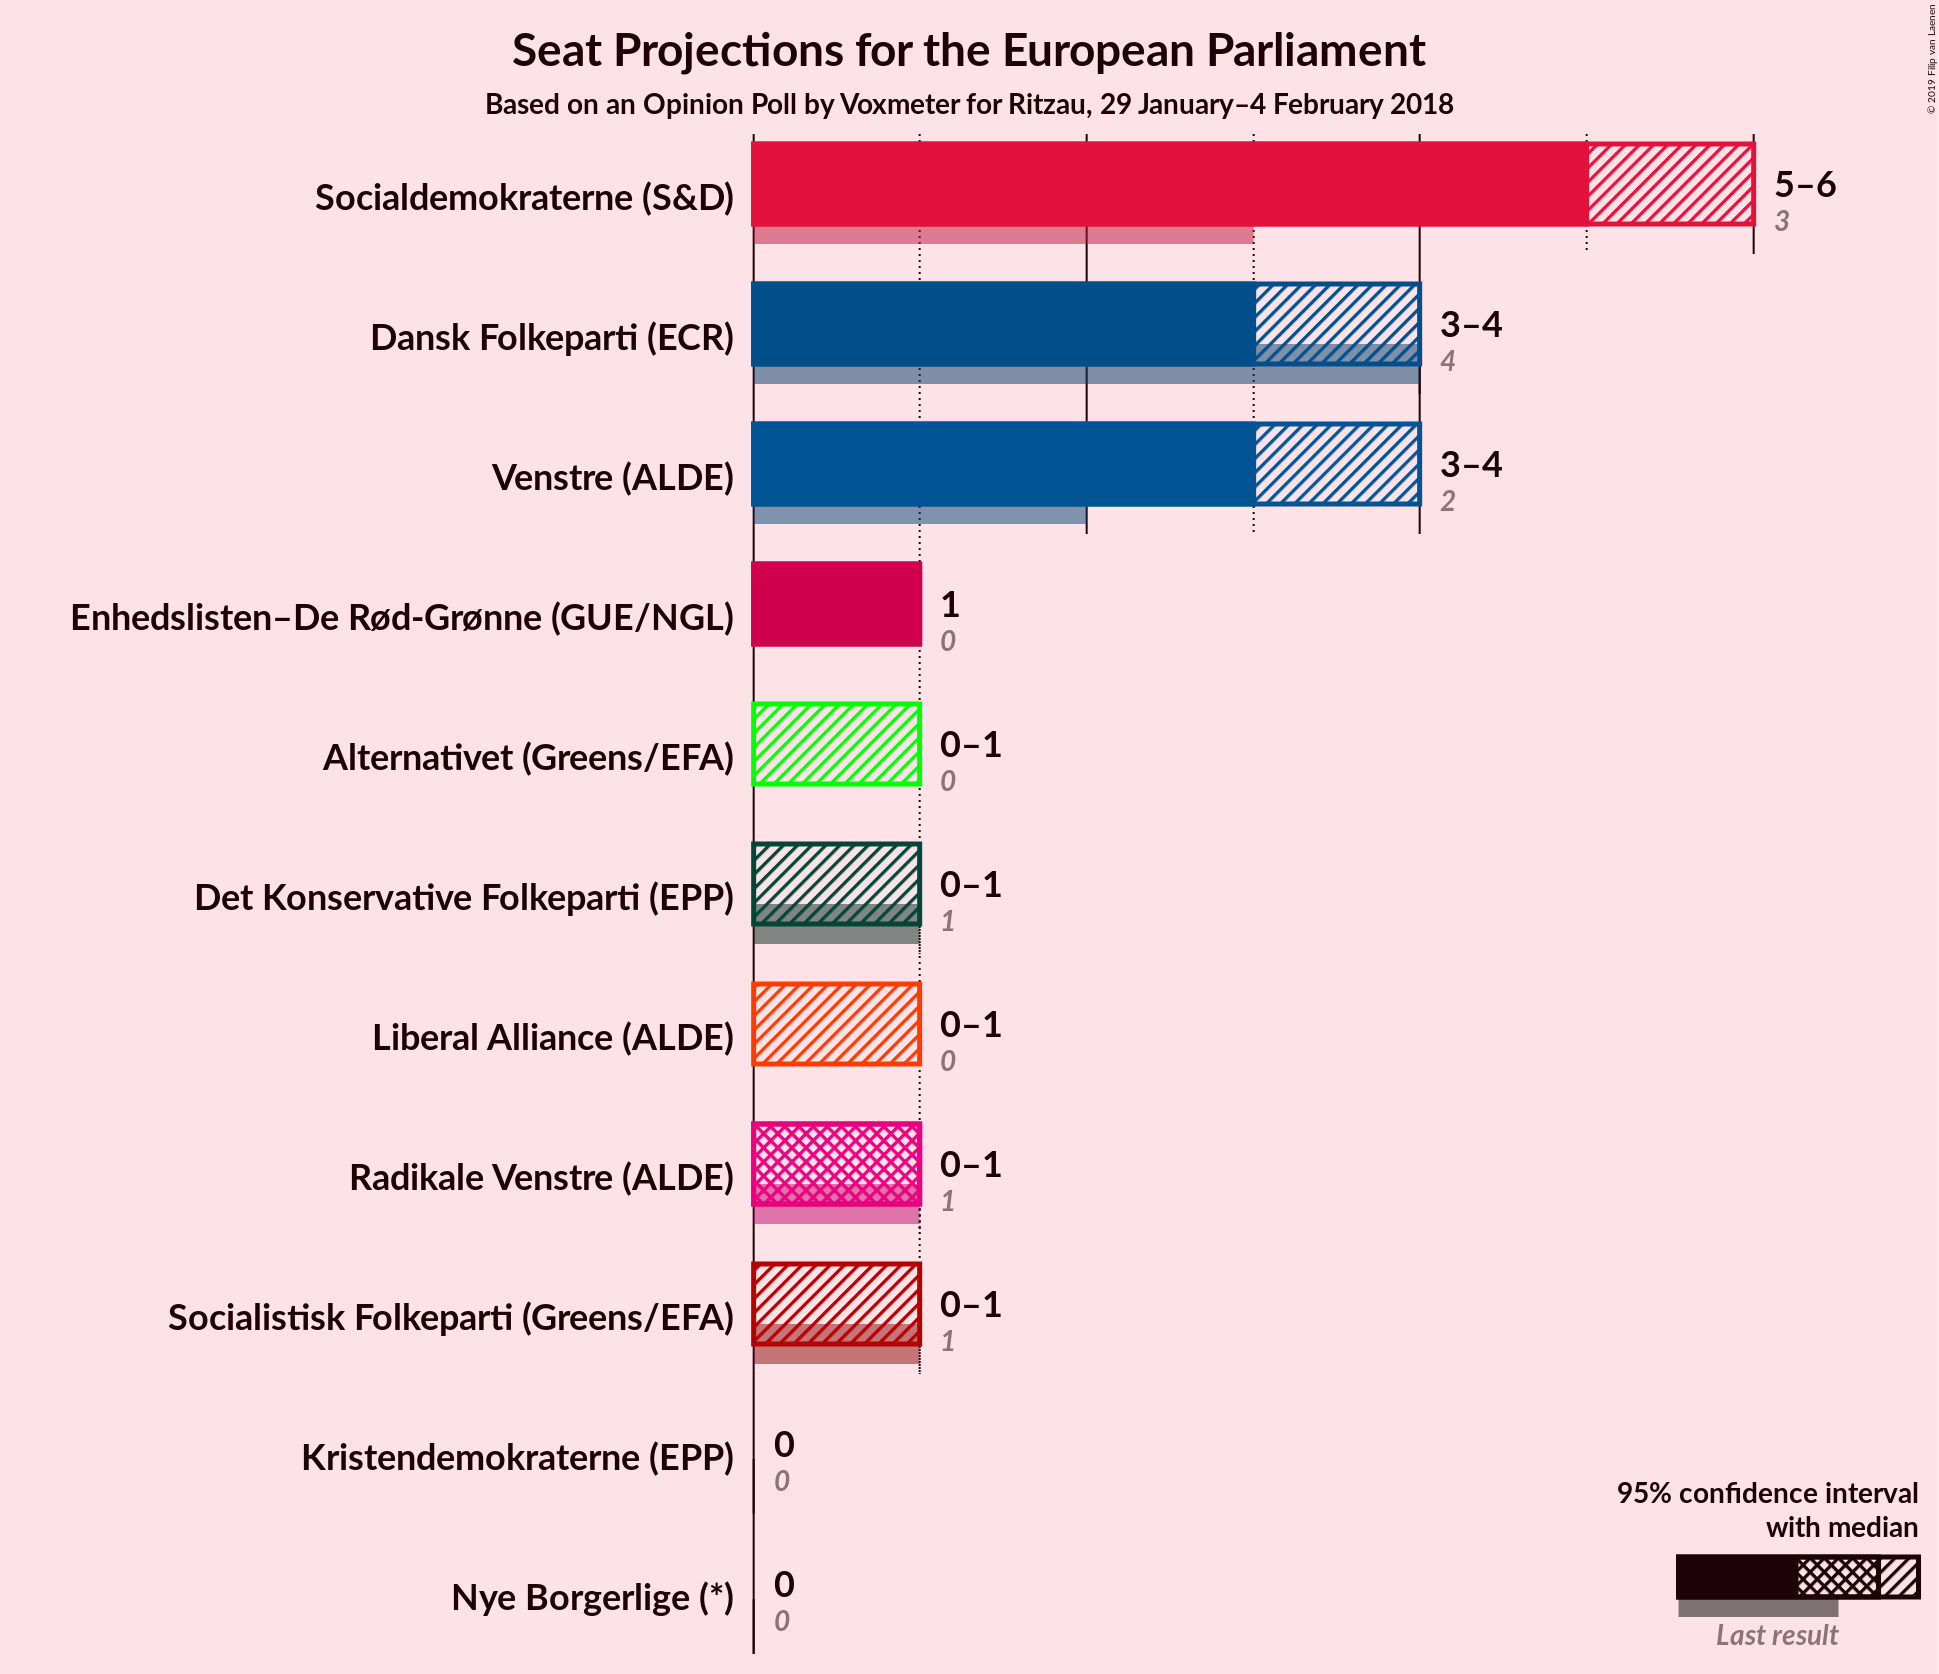 Seat Projections for the European Parliament
Based on an Opinion Poll by Voxmeter for Ritzau, 29 January–4 February 2018
© 2019 Filip van Laenen
Socialdemokraterne (S&D)
5–6
3
Dansk Folkeparti (ECR)
3–4
4
Venstre (ALDE)
3–4
2
Enhedslisten–De Rød-Grønne (GUE/NGL)
1
0
Alternativet (Greens/EFA)
0–1
0
Det Konservative Folkeparti (EPP)
0–1
1
Liberal Alliance (ALDE)
0–1
0
Radikale Venstre (ALDE)
0–1
1
Socialistisk Folkeparti (Greens/EFA)
0–1
1
Kristendemokraterne (EPP)
0
0
Nye Borgerlige (*)
0
0
95% confidence interval
with median
Last result